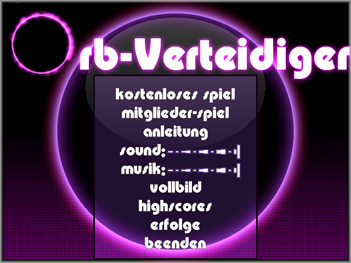 rb-Verteidiger
kostenloses spiel
mitglieder-spiel
anleitung
sound:
musik:
vollbild
highscores
erfolge
beenden